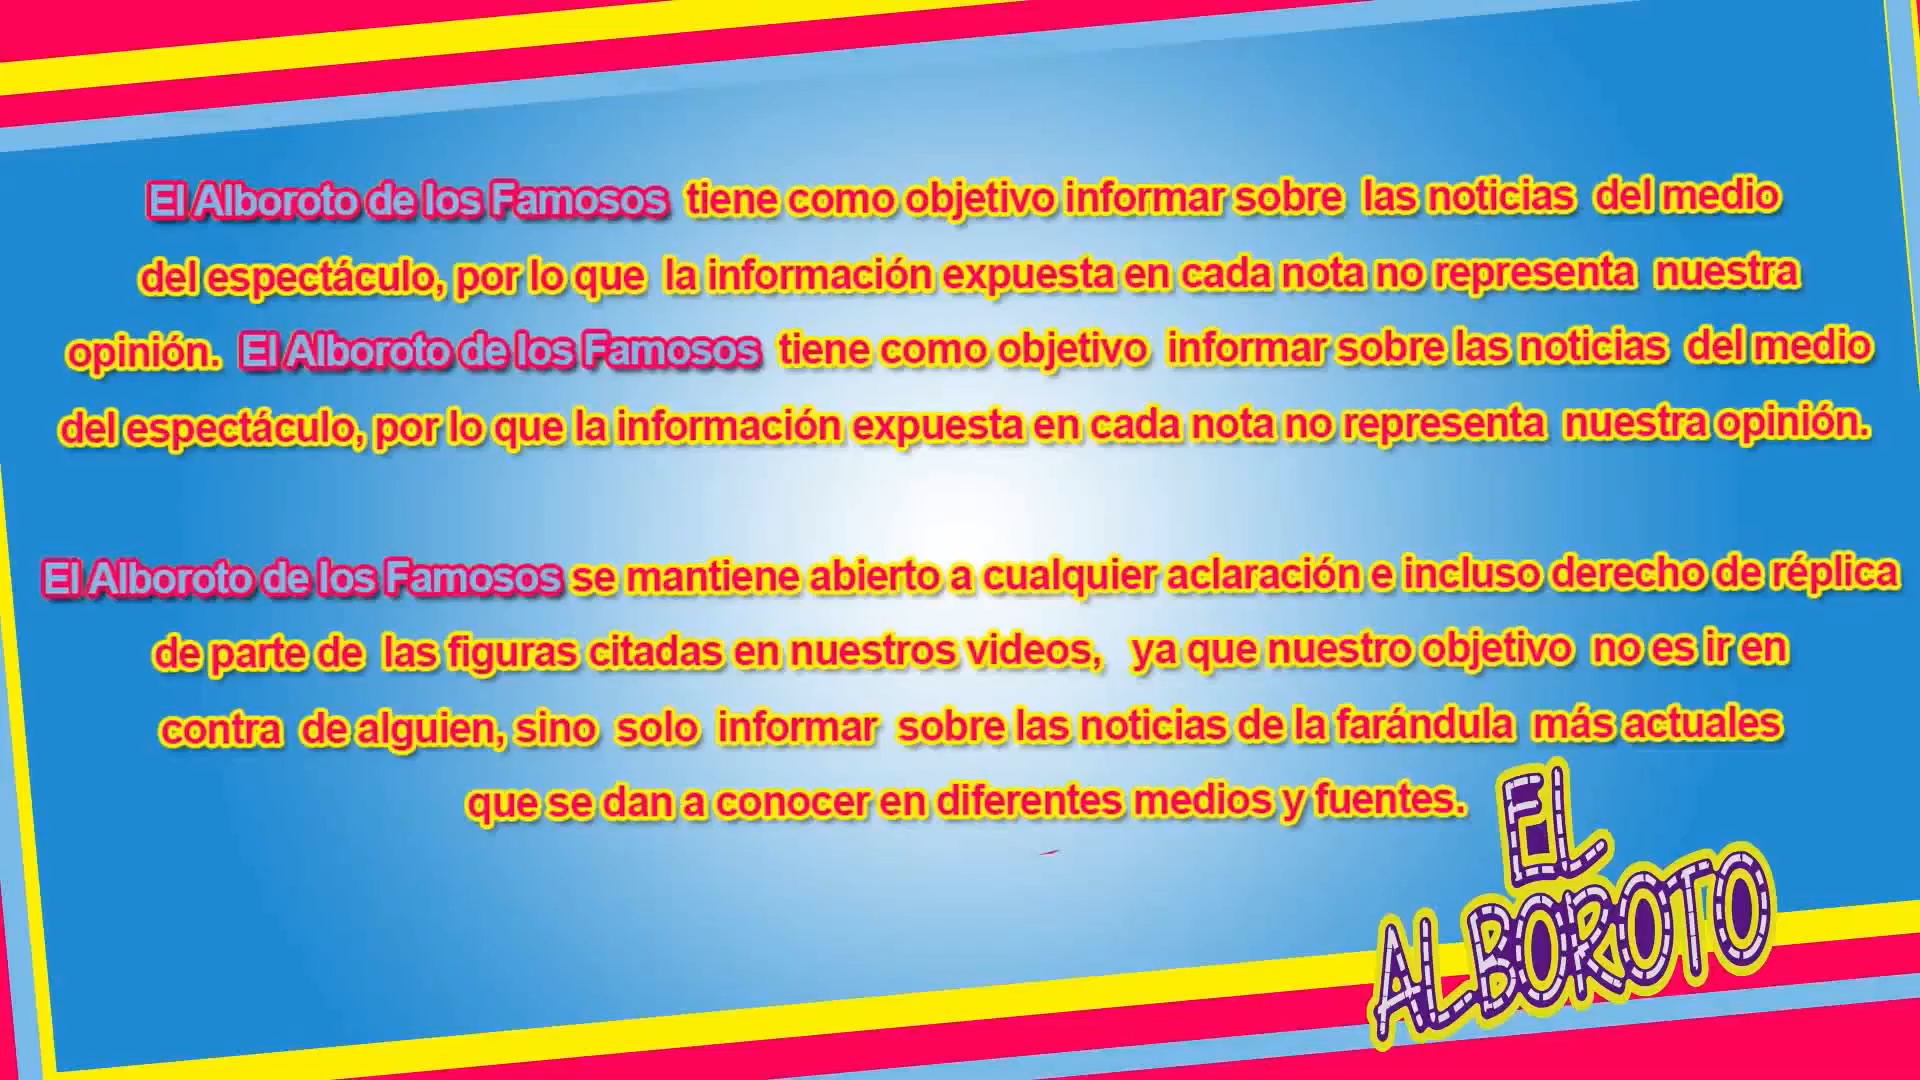 El Alboroto de los Famosos tiene como objetivo informar sobre las noticias del medio
del espectáculo, por lo que la información expuesta en cada nota no representa nuestra
opinión. El Alboroto de los Famosos tiene como objetivo informar sobre las noticias del medio
del espectáculo, por lo que la información expuesta en cada nota no representa nuestra opinión.
El Alboroto de los Famosos se mantiene abierto a cualquier aclaración e incluso derecho de réplica
de parte de las figuras citadas en nuestros videos, ya que nuestro objetivo no es ir en
contra de alguien, sino solo informar sobre las noticias de la farándula más actuales
que se dan a conocer en diferentes medios y fuentes.
EL
ALBOROTO